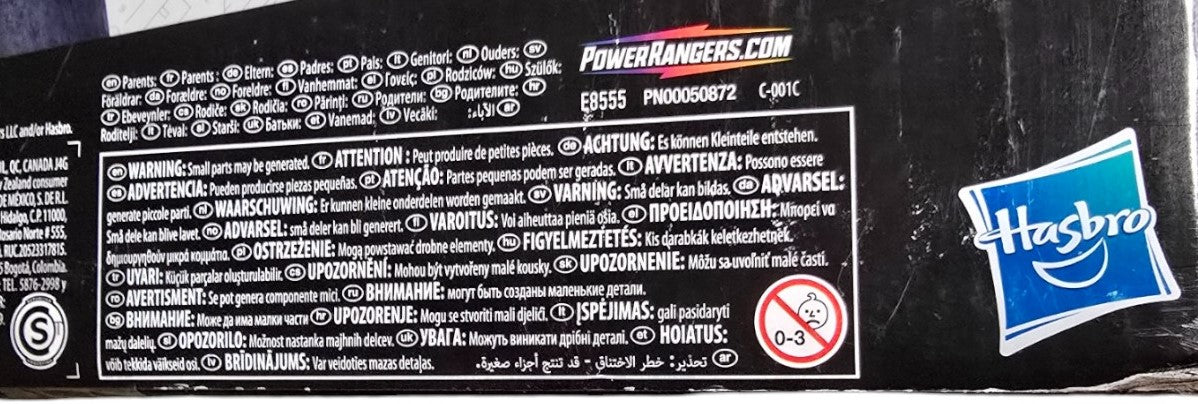 en Parents: fr Parents : de Eltern: es Padres: pt Pais: it Genitori: nl Ouders: sv
Föräldrar: da Forældre: no Foreldre: fi Vanhemmat: el Γονείς: pl Rodziców: hu Szülők:
tr Ebeveynler: cs Rodiče: sk Rodičia: ro Părinţi: ru Родители: bg Родителите: hr
Roditelji: lt Tėvai: sl Starši: uk Батьки: et Vanemad: lv Vecāki: ar الآباء:
POWERRANGERS.COM
E8555 PN00050872 C-001C
rs LLC and/or Hasbro.
IL, QC, CANADA J4G
Zealand consumer
DE MÉXICO, S. DE R.L.
Hidalgo, C.P. 11000,
Rosario Norte # 555,
RUC 20523317815.
Bogotá, Colombia.
TEL. 5876-2998 y
S
en WARNING: Small parts may be generated. fr ATTENTION : Peut produire de petites pièces. de ACHTUNG: Es können Kleinteile entstehen.
es ADVERTENCIA: Pueden producirse piezas pequeñas. pt ATENÇÃO: Partes pequenas podem ser geradas. it AVVERTENZA: Possono essere
generate piccole parti. nl WAARSCHUWING: Er kunnen kleine onderdelen worden gemaakt. sv VARNING: Små delar kan bildas. da ADVARSEL:
Små dele kan blive lavet. no ADVARSEL: små deler kan bli generert. fi VAROITUS: Voi aiheuttaa pieniä osia. el ΠΡΟΕΙΔΟΠΟΙΗΣΗ: Μπορεί να
δημιουργηθούν μικρά κομμάτια. pl OSTRZEŻENIE: Mogą powstawać drobne elementy. hu FIGYELMEZTETÉS: Kis darabkák keletkezhetnek.
tr UYARI: Küçük parçalar oluşturulabilir. cs UPOZORNĚNÍ: Mohou být vytvořeny malé kousky. sk UPOZORNENIE: Môžu sa uvoľniť malé časti.
ro AVERTISMENT: Se pot genera componente mici. ru ВНИМАНИЕ: могут быть созданы маленькие детали.
bg ВНИМАНИЕ: Може да има малки части hr UPOZORENJE: Mogu se stvoriti mali djelići. lt ĮSPĖJIMAS: gali pasidaryti
mažų dalelių. sl OPOZORILO: Možnost nastanka majhnih delcev. uk УВАГА: Можуть виникати дрібні деталі. et HOIATUS:
võib tekkida väikseid osi. lv BRĪDINĀJUMS: Var veidoties mazas detaļas. ar تحذير: خطر الاختناق - قد تنتج أجزاء صغيرة.
0-3
Hasbro